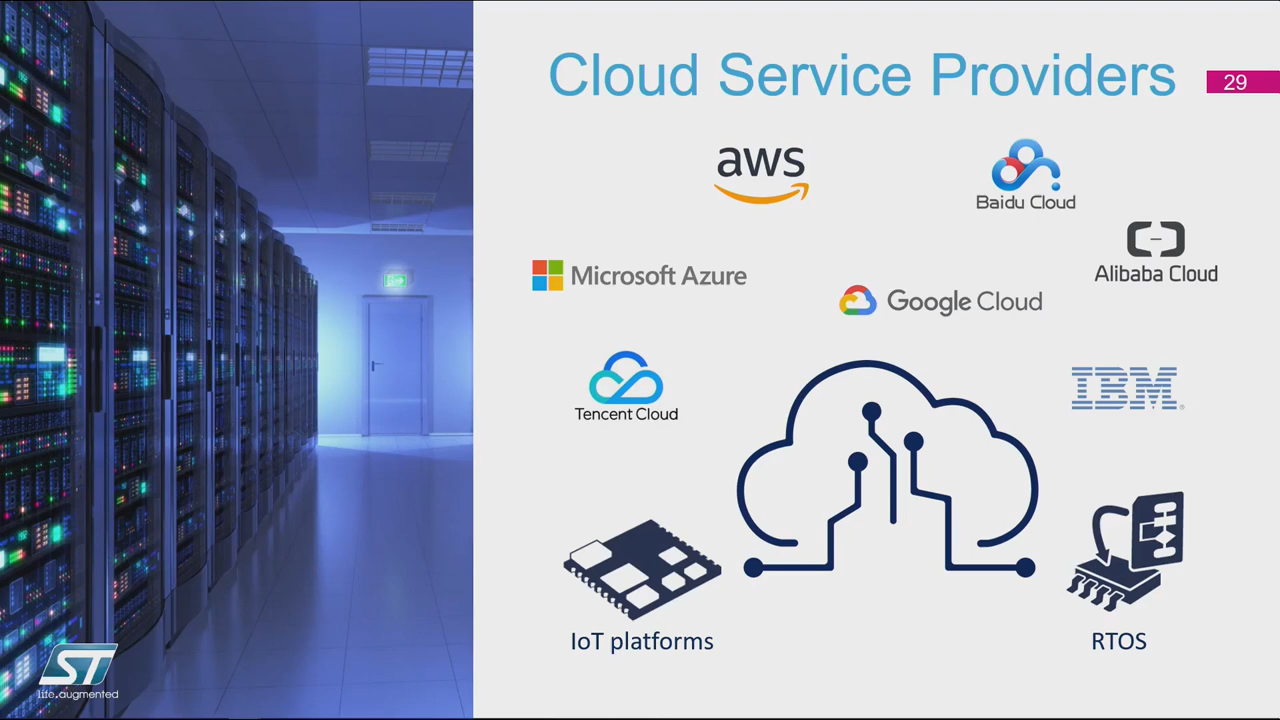 Cloud Service Providers
29
aws
Baidu Cloud
Alibaba Cloud
Microsoft Azure
Google Cloud
Tencent Cloud
IBM®
IoT platforms
RTOS
ST
life.augmented